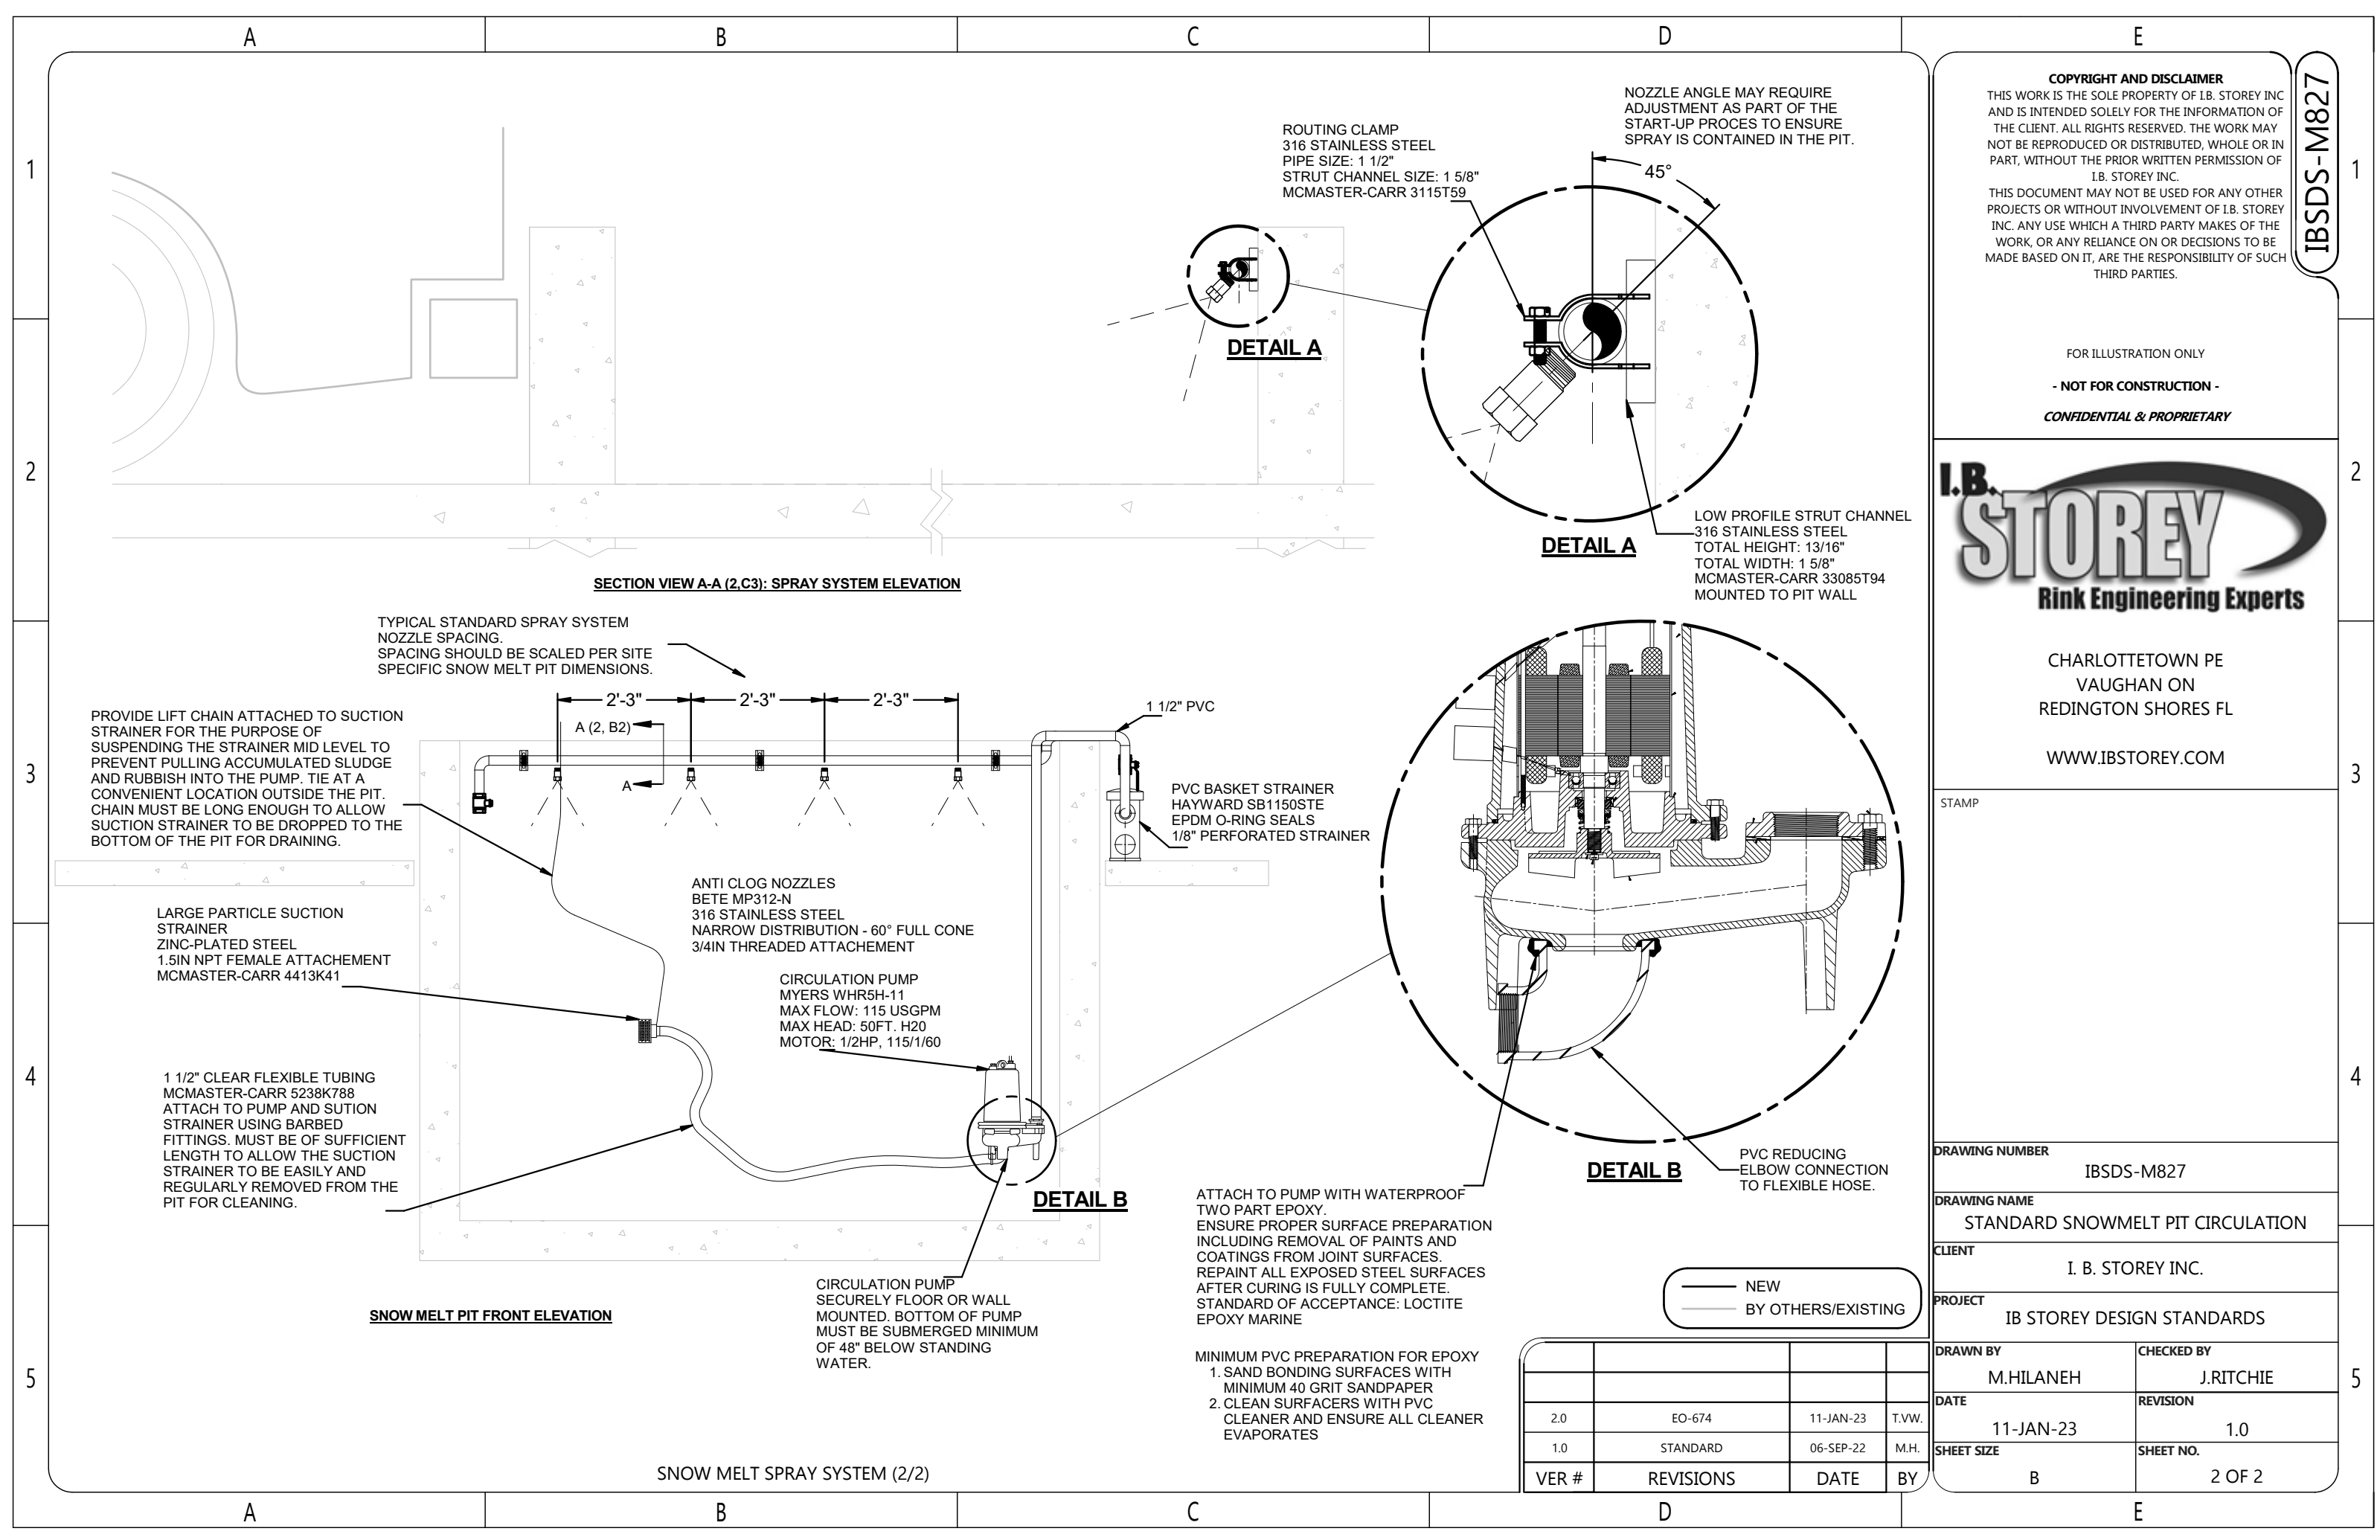 A
B
C
D
E
1
2
3
4
5
NOZZLE ANGLE MAY REQUIRE
ADJUSTMENT AS PART OF THE
START-UP PROCES TO ENSURE
SPRAY IS CONTAINED IN THE PIT.
ROUTING CLAMP
316 STAINLESS STEEL
PIPE SIZE: 1 1/2"
STRUT CHANNEL SIZE: 1 5/8"
MCMASTER-CARR 3115T59
45°
DETAIL A
DETAIL A
LOW PROFILE STRUT CHANNEL
316 STAINLESS STEEL
TOTAL HEIGHT: 13/16"
TOTAL WIDTH: 1 5/8"
MCMASTER-CARR 33085T94
MOUNTED TO PIT WALL
SECTION VIEW A-A (2,C3): SPRAY SYSTEM ELEVATION
TYPICAL STANDARD SPRAY SYSTEM
NOZZLE SPACING.
SPACING SHOULD BE SCALED PER SITE
SPECIFIC SNOW MELT PIT DIMENSIONS.
2'-3"
2'-3"
2'-3"
A (2, B2)
A
1 1/2" PVC
PROVIDE LIFT CHAIN ATTACHED TO SUCTION
STRAINER FOR THE PURPOSE OF
SUSPENDING THE STRAINER MID LEVEL TO
PREVENT PULLING ACCUMULATED SLUDGE
AND RUBBISH INTO THE PUMP. TIE AT A
CONVENIENT LOCATION OUTSIDE THE PIT.
CHAIN MUST BE LONG ENOUGH TO ALLOW
SUCTION STRAINER TO BE DROPPED TO THE
BOTTOM OF THE PIT FOR DRAINING.
PVC BASKET STRAINER
HAYWARD SB1150STE
EPDM O-RING SEALS
1/8" PERFORATED STRAINER
ANTI CLOG NOZZLES
BETE MP312-N
316 STAINLESS STEEL
NARROW DISTRIBUTION - 60° FULL CONE
3/4IN THREADED ATTACHEMENT
LARGE PARTICLE SUCTION
STRAINER
ZINC-PLATED STEEL
1.5IN NPT FEMALE ATTACHEMENT
MCMASTER-CARR 4413K41
CIRCULATION PUMP
MYERS WHR5H-11
MAX FLOW: 115 USGPM
MAX HEAD: 50FT. H20
MOTOR: 1/2HP, 115/1/60
1 1/2" CLEAR FLEXIBLE TUBING
MCMASTER-CARR 5238K788
ATTACH TO PUMP AND SUTION
STRAINER USING BARBED
FITTINGS. MUST BE OF SUFFICIENT
LENGTH TO ALLOW THE SUCTION
STRAINER TO BE EASILY AND
REGULARLY REMOVED FROM THE
PIT FOR CLEANING.
DETAIL B
DETAIL B
PVC REDUCING
ELBOW CONNECTION
TO FLEXIBLE HOSE.
ATTACH TO PUMP WITH WATERPROOF
TWO PART EPOXY.
ENSURE PROPER SURFACE PREPARATION
INCLUDING REMOVAL OF PAINTS AND
COATINGS FROM JOINT SURFACES.
REPAINT ALL EXPOSED STEEL SURFACES
AFTER CURING IS FULLY COMPLETE.
STANDARD OF ACCEPTANCE: LOCTITE
EPOXY MARINE
MINIMUM PVC PREPARATION FOR EPOXY
1. SAND BONDING SURFACES WITH
MINIMUM 40 GRIT SANDPAPER
2. CLEAN SURFACERS WITH PVC
CLEANER AND ENSURE ALL CLEANER
EVAPORATES
CIRCULATION PUMP
SECURELY FLOOR OR WALL
MOUNTED. BOTTOM OF PUMP
MUST BE SUBMERGED MINIMUM
OF 48" BELOW STANDING
WATER.
SNOW MELT PIT FRONT ELEVATION
SNOW MELT SPRAY SYSTEM (2/2)
NEW
BY OTHERS/EXISTING
2.0 EO-674 11-JAN-23 T.VW.
1.0 STANDARD 06-SEP-22 M.H.
VER # REVISIONS DATE BY
COPYRIGHT AND DISCLAIMER
THIS WORK IS THE SOLE PROPERTY OF I.B. STOREY INC
AND IS INTENDED SOLELY FOR THE INFORMATION OF
THE CLIENT. ALL RIGHTS RESERVED. THE WORK MAY
NOT BE REPRODUCED OR DISTRIBUTED, WHOLE OR IN
PART, WITHOUT THE PRIOR WRITTEN PERMISSION OF
I.B. STOREY INC.
THIS DOCUMENT MAY NOT BE USED FOR ANY OTHER
PROJECTS OR WITHOUT INVOLVEMENT OF I.B. STOREY
INC. ANY USE WHICH A THIRD PARTY MAKES OF THE
WORK, OR ANY RELIANCE ON OR DECISIONS TO BE
MADE BASED ON IT, ARE THE RESPONSIBILITY OF SUCH
THIRD PARTIES.
IBSDS-M827
FOR ILLUSTRATION ONLY
- NOT FOR CONSTRUCTION -
CONFIDENTIAL & PROPRIETARY
I.B.
STOREY
Rink Engineering Experts
CHARLOTTETOWN PE
VAUGHAN ON
REDINGTON SHORES FL
WWW.IBSTOREY.COM
STAMP
DRAWING NUMBER
IBSDS-M827
DRAWING NAME
STANDARD SNOWMELT PIT CIRCULATION
CLIENT
I. B. STOREY INC.
PROJECT
IB STOREY DESIGN STANDARDS
DRAWN BY CHECKED BY
M.HILANEH J.RITCHIE
DATE REVISION
11-JAN-23 1.0
SHEET SIZE SHEET NO.
B 2 OF 2
1
2
3
4
5
A
B
C
D
E